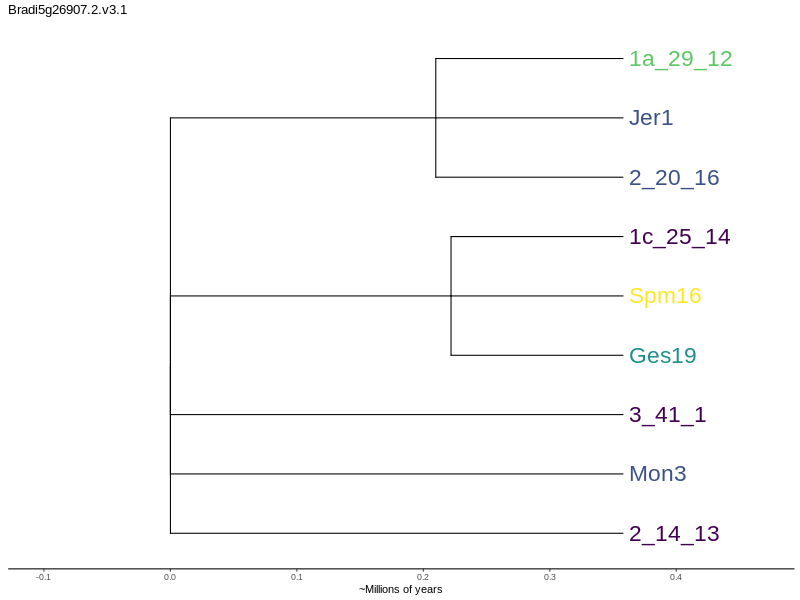 Bradi5g26907.2.v3.1
1a_29_12
Jer1
2_20_16
1c_25_14
Spm16
Ges19
3_41_1
Mon3
2_14_13
-0.1 0.0 0.1 0.2 0.3 0.4
~Millions of years